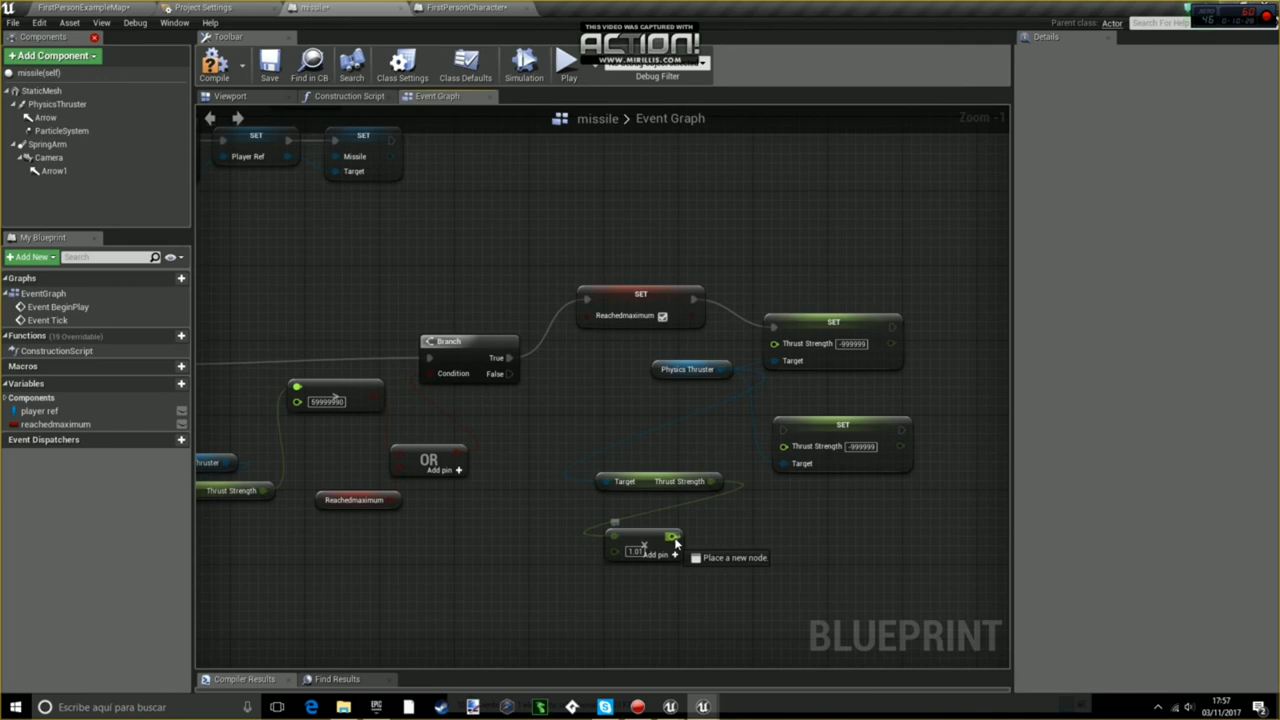 FirstPersonExampleMap*
Project Settings
missile*
FirstPersonCharacter*
File Edit Asset View Debug Window Help
THIS VIDEO WAS CAPTURED WITH
ACTION!
WWW.MIRILLIS.COM
Parent class: Actor
Search For Help
Components
Toolbar
Details
+Add Component
missile(self)
Compile
Save
Find in CB
Search
Class Settings
Class Defaults
Simulation
Play
Debug Filter
StaticMesh
PhysicsThruster
Arrow
ParticleSystem
SpringArm
Camera
Arrow1
Viewport
Construction Script
Event Graph
missile > Event Graph
Zoom -1
SET
Player Ref
SET
Missile
Target
My Blueprint
+Add New
Search
Graphs
EventGraph
Event BeginPlay
Event Tick
Functions (19 Overridable)
ConstructionScript
Macros
Variables
Components
player ref
reachedmaximum
Event Dispatchers
SET
Reachedmaximum
Branch
True
Condition
False
SET
Thrust Strength -999999
Target
Physics Thruster
>
59999990
SET
Thrust Strength -999999
Target
OR
Add pin +
hruster
Thrust Strength
Reachedmaximum
Target Thrust Strength
x
1.01
Add pin +
Place a new node.
BLUEPRINT
Compiler Results
Find Results
Escribe aquí para buscar
17:57
03/11/2017